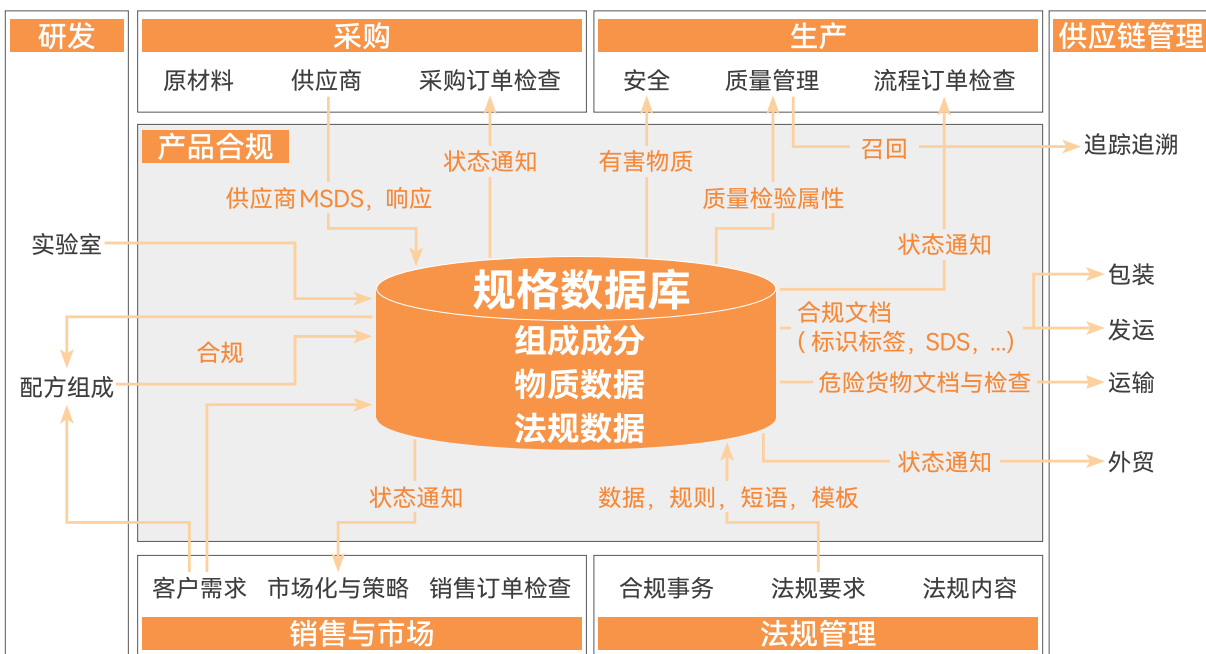 研发
采购
生产
供应链管理
原材料
供应商
采购订单检查
安全
质量管理
流程订单检查
产品合规
状态通知
有害物质
召回
追踪追溯
供应商MSDS，响应
质量检验属性
实验室
状态通知
规格数据库
包装
合规文档
（标识标签，SDS，...）
发运
组成成分
合规
物质数据
配方组成
危险货物文档与检查
运输
法规数据
状态通知
外贸
状态通知
数据，规则，短语，模板
客户需求
市场化与策略
销售订单检查
合规事务
法规要求
法规内容
销售与市场
法规管理